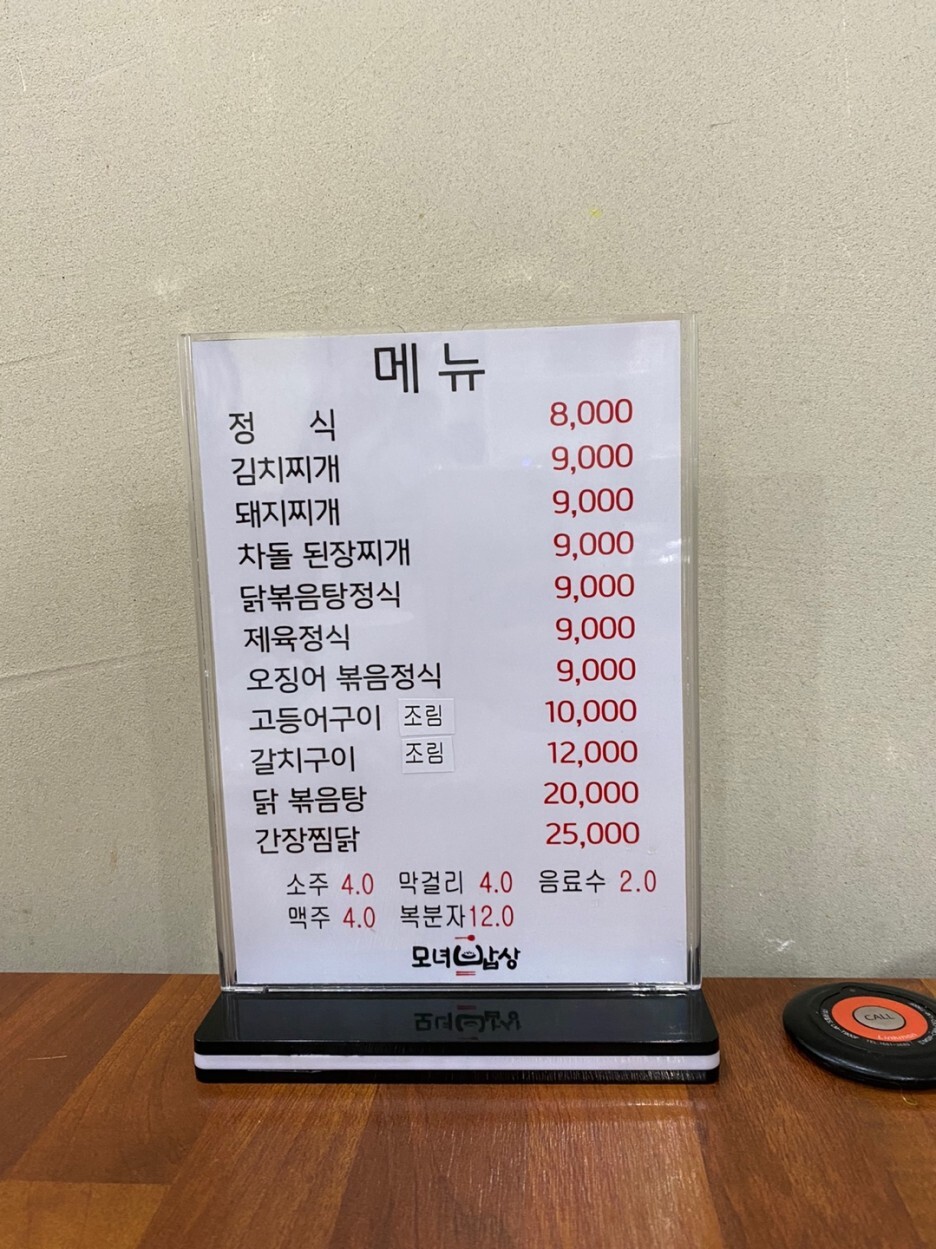 메뉴
정 식 8,000
김치찌개 9,000
돼지찌개 9,000
차돌 된장찌개 9,000
닭볶음탕정식 9,000
제육정식 9,000
오징어 볶음정식 9,000
고등어구이 조림 10,000
갈치구이 조림 12,000
닭 볶음탕 20,000
간장찜닭 25,000
소주 4.0 막걸리 4.0 음료수 2.0
맥주 4.0 복분자12.0
모녀밥상
CALL